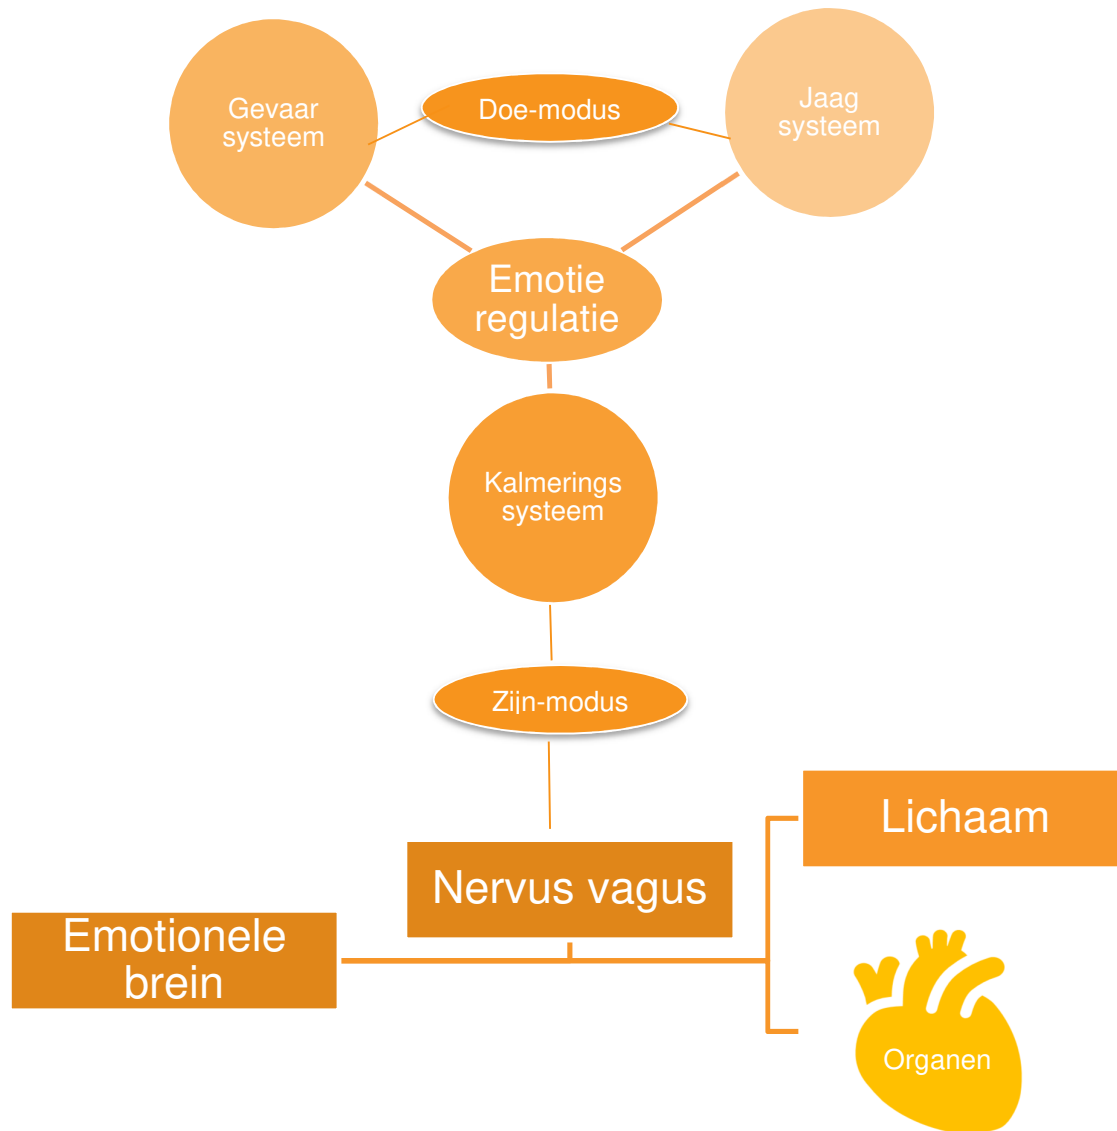 Gevaar
systeem
Doe-modus
Jaag
systeem
Emotie
regulatie
Kalmerings
systeem
Zijn-modus
Lichaam
Nervus vagus
Emotionele
brein
Organen